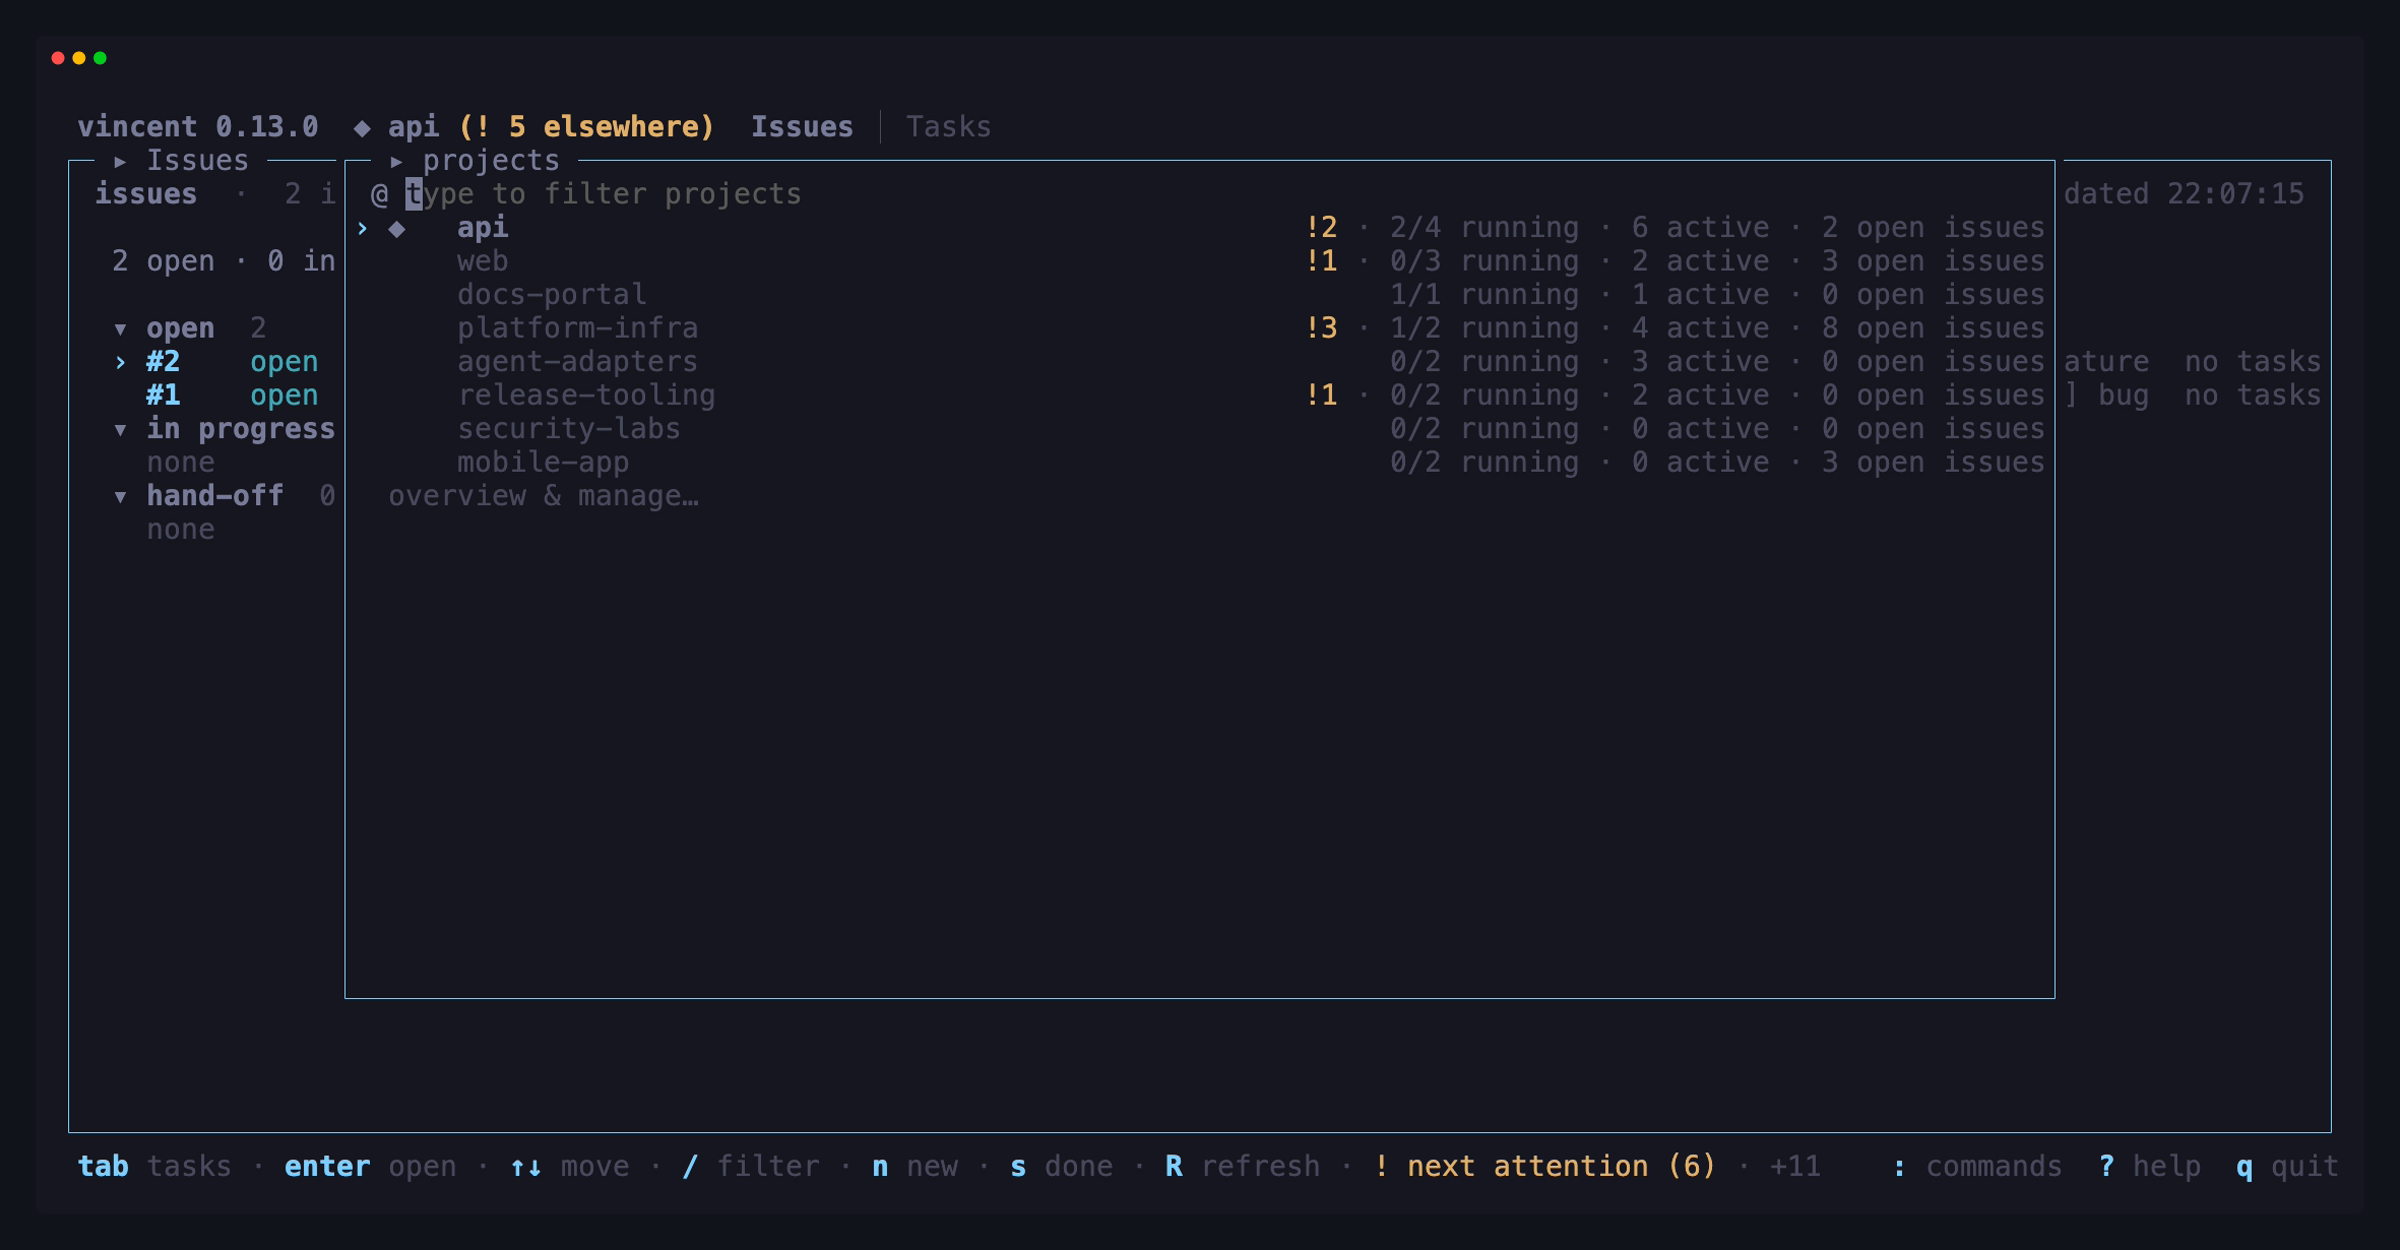 vincent 0.13.0 ◆ api (! 5 elsewhere) Issues │ Tasks
▸ Issues ▸ projects
issues · 2 i @ type to filter projects dated 22:07:15
› ◆ api !2 · 2/4 running · 6 active · 2 open issues
2 open · 0 in web !1 · 0/3 running · 2 active · 3 open issues
docs-portal 1/1 running · 1 active · 0 open issues
▾ open 2 platform-infra !3 · 1/2 running · 4 active · 8 open issues
› #2 open agent-adapters 0/2 running · 3 active · 0 open issues ature no tasks
#1 open release-tooling !1 · 0/2 running · 2 active · 0 open issues ] bug no tasks
▾ in progress security-labs 0/2 running · 0 active · 0 open issues
none mobile-app 0/2 running · 0 active · 3 open issues
▾ hand-off 0 overview & manage…
none
tab tasks · enter open · ↑↓ move · / filter · n new · s done · R refresh · ! next attention (6) · +11 : commands ? help q quit